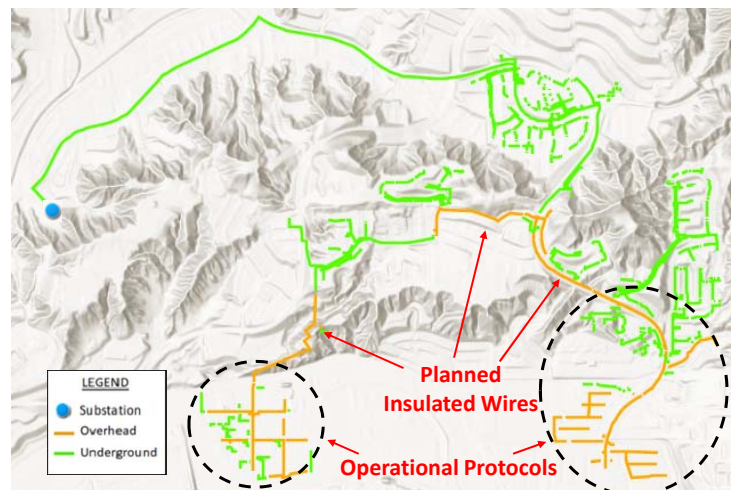 Planned
Insulated Wires
Operational Protocols
LEGEND
Substation
Overhead
Underground